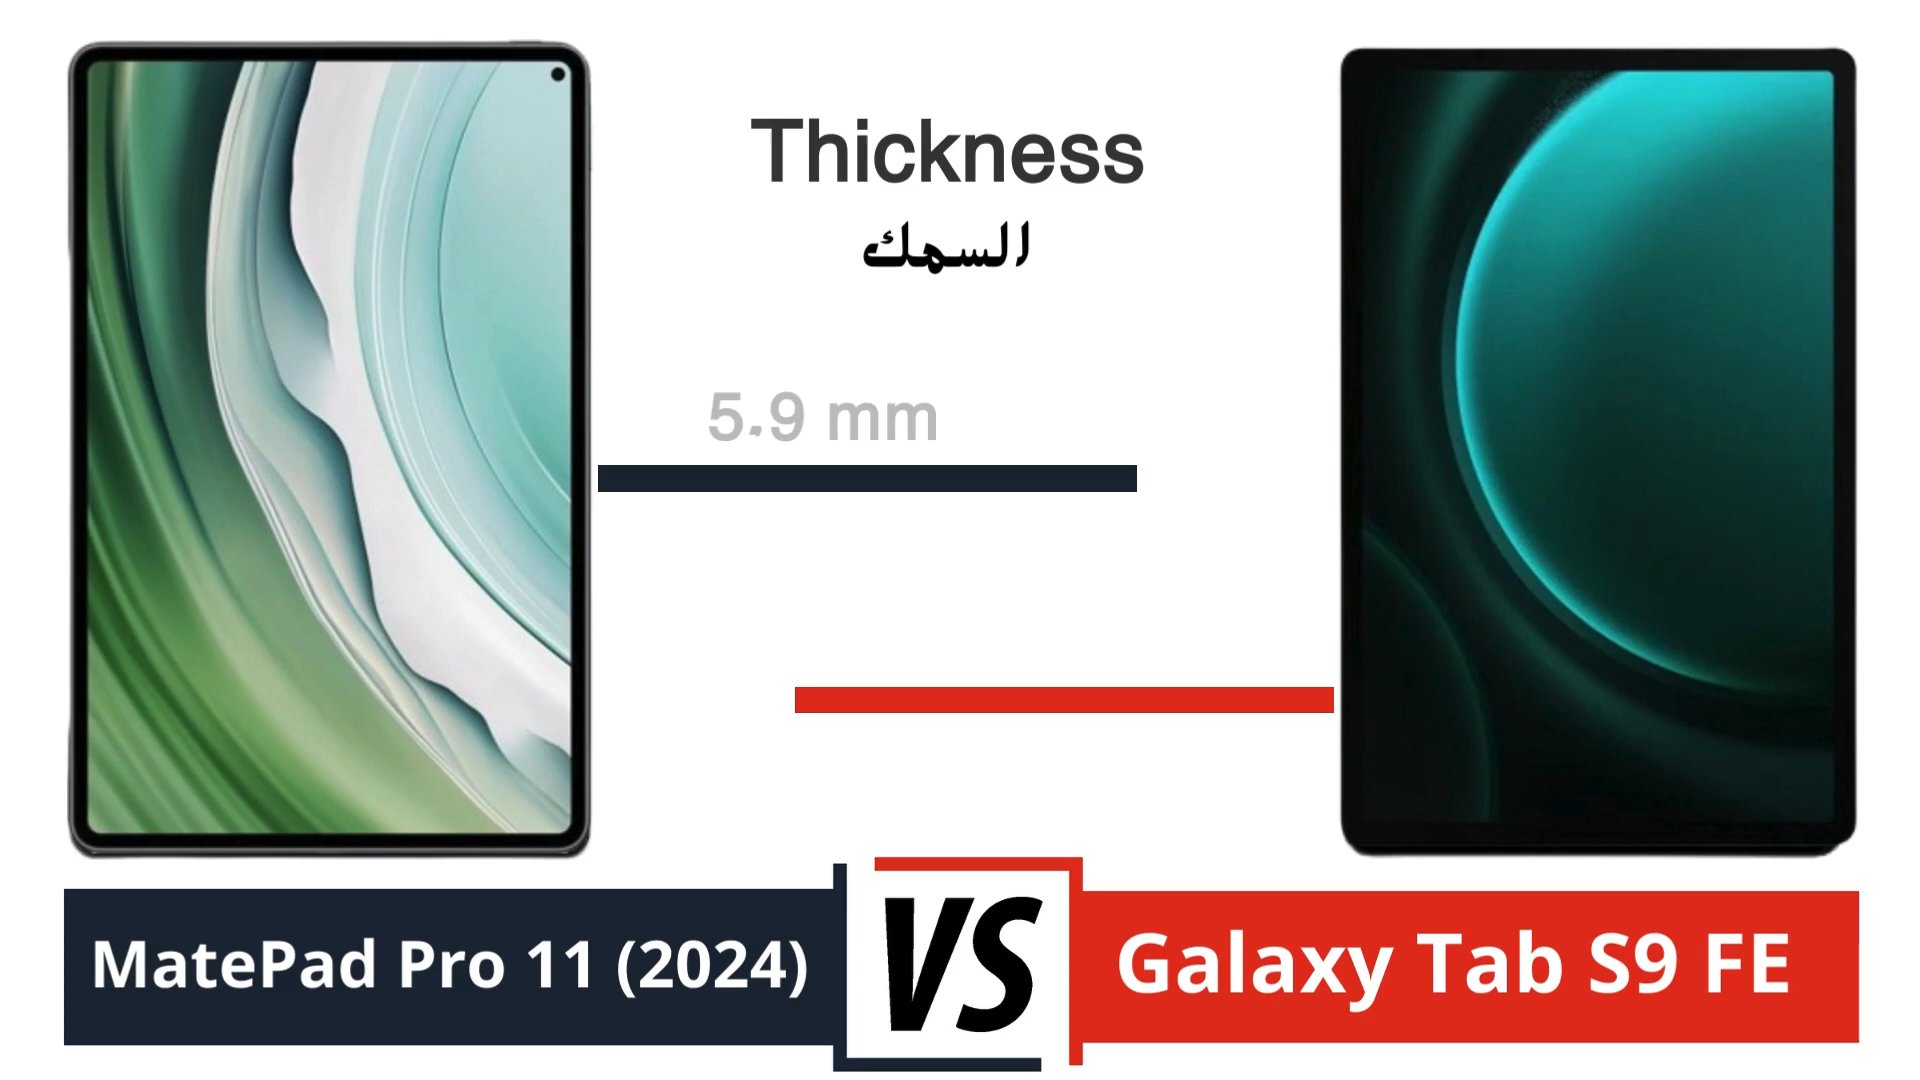 Thickness
السمك
5.9 mm
MatePad Pro 11 (2024)
VS
Galaxy Tab S9 FE